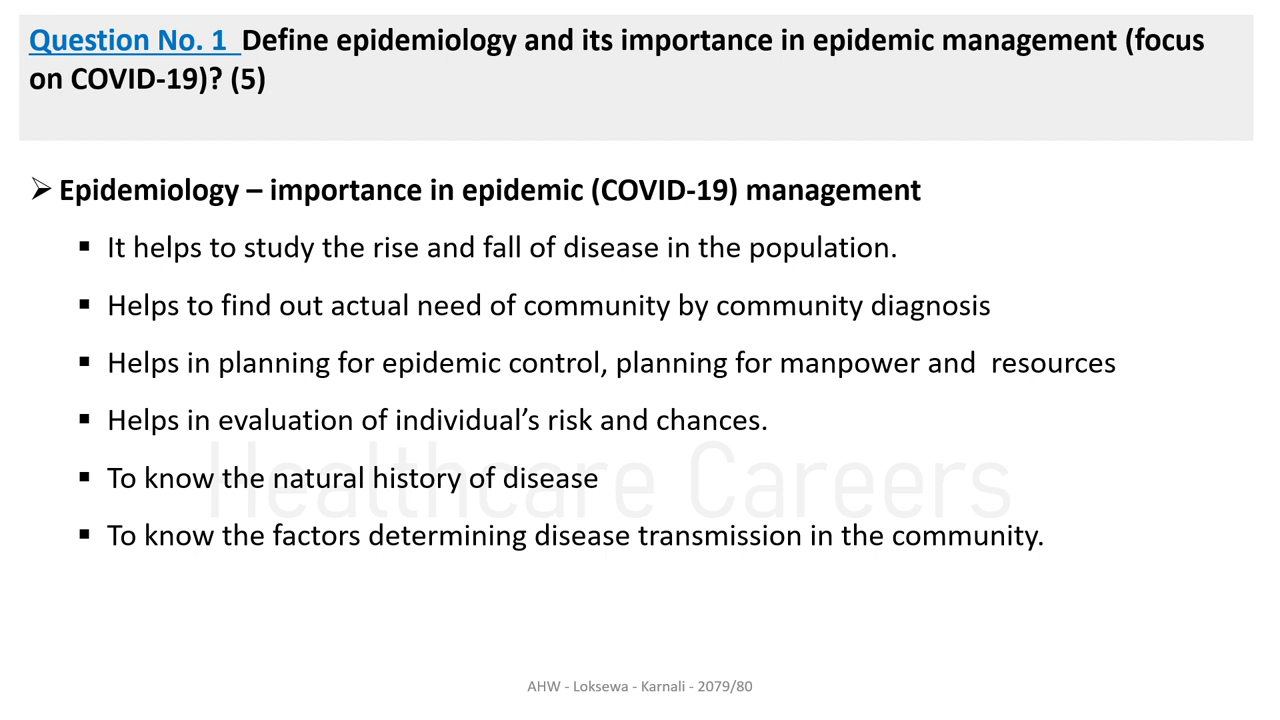 Question No. 1 Define epidemiology and its importance in epidemic management (focus
on COVID-19)? (5)
➢ Epidemiology – importance in epidemic (COVID-19) management
▪ It helps to study the rise and fall of disease in the population.
▪ Helps to find out actual need of community by community diagnosis
▪ Helps in planning for epidemic control, planning for manpower and  resources
▪ Helps in evaluation of individual’s risk and chances.
Healthcare Careers
▪ To know the natural history of disease
▪ To know the factors determining disease transmission in the community.
AHW - Loksewa - Karnali - 2079/80